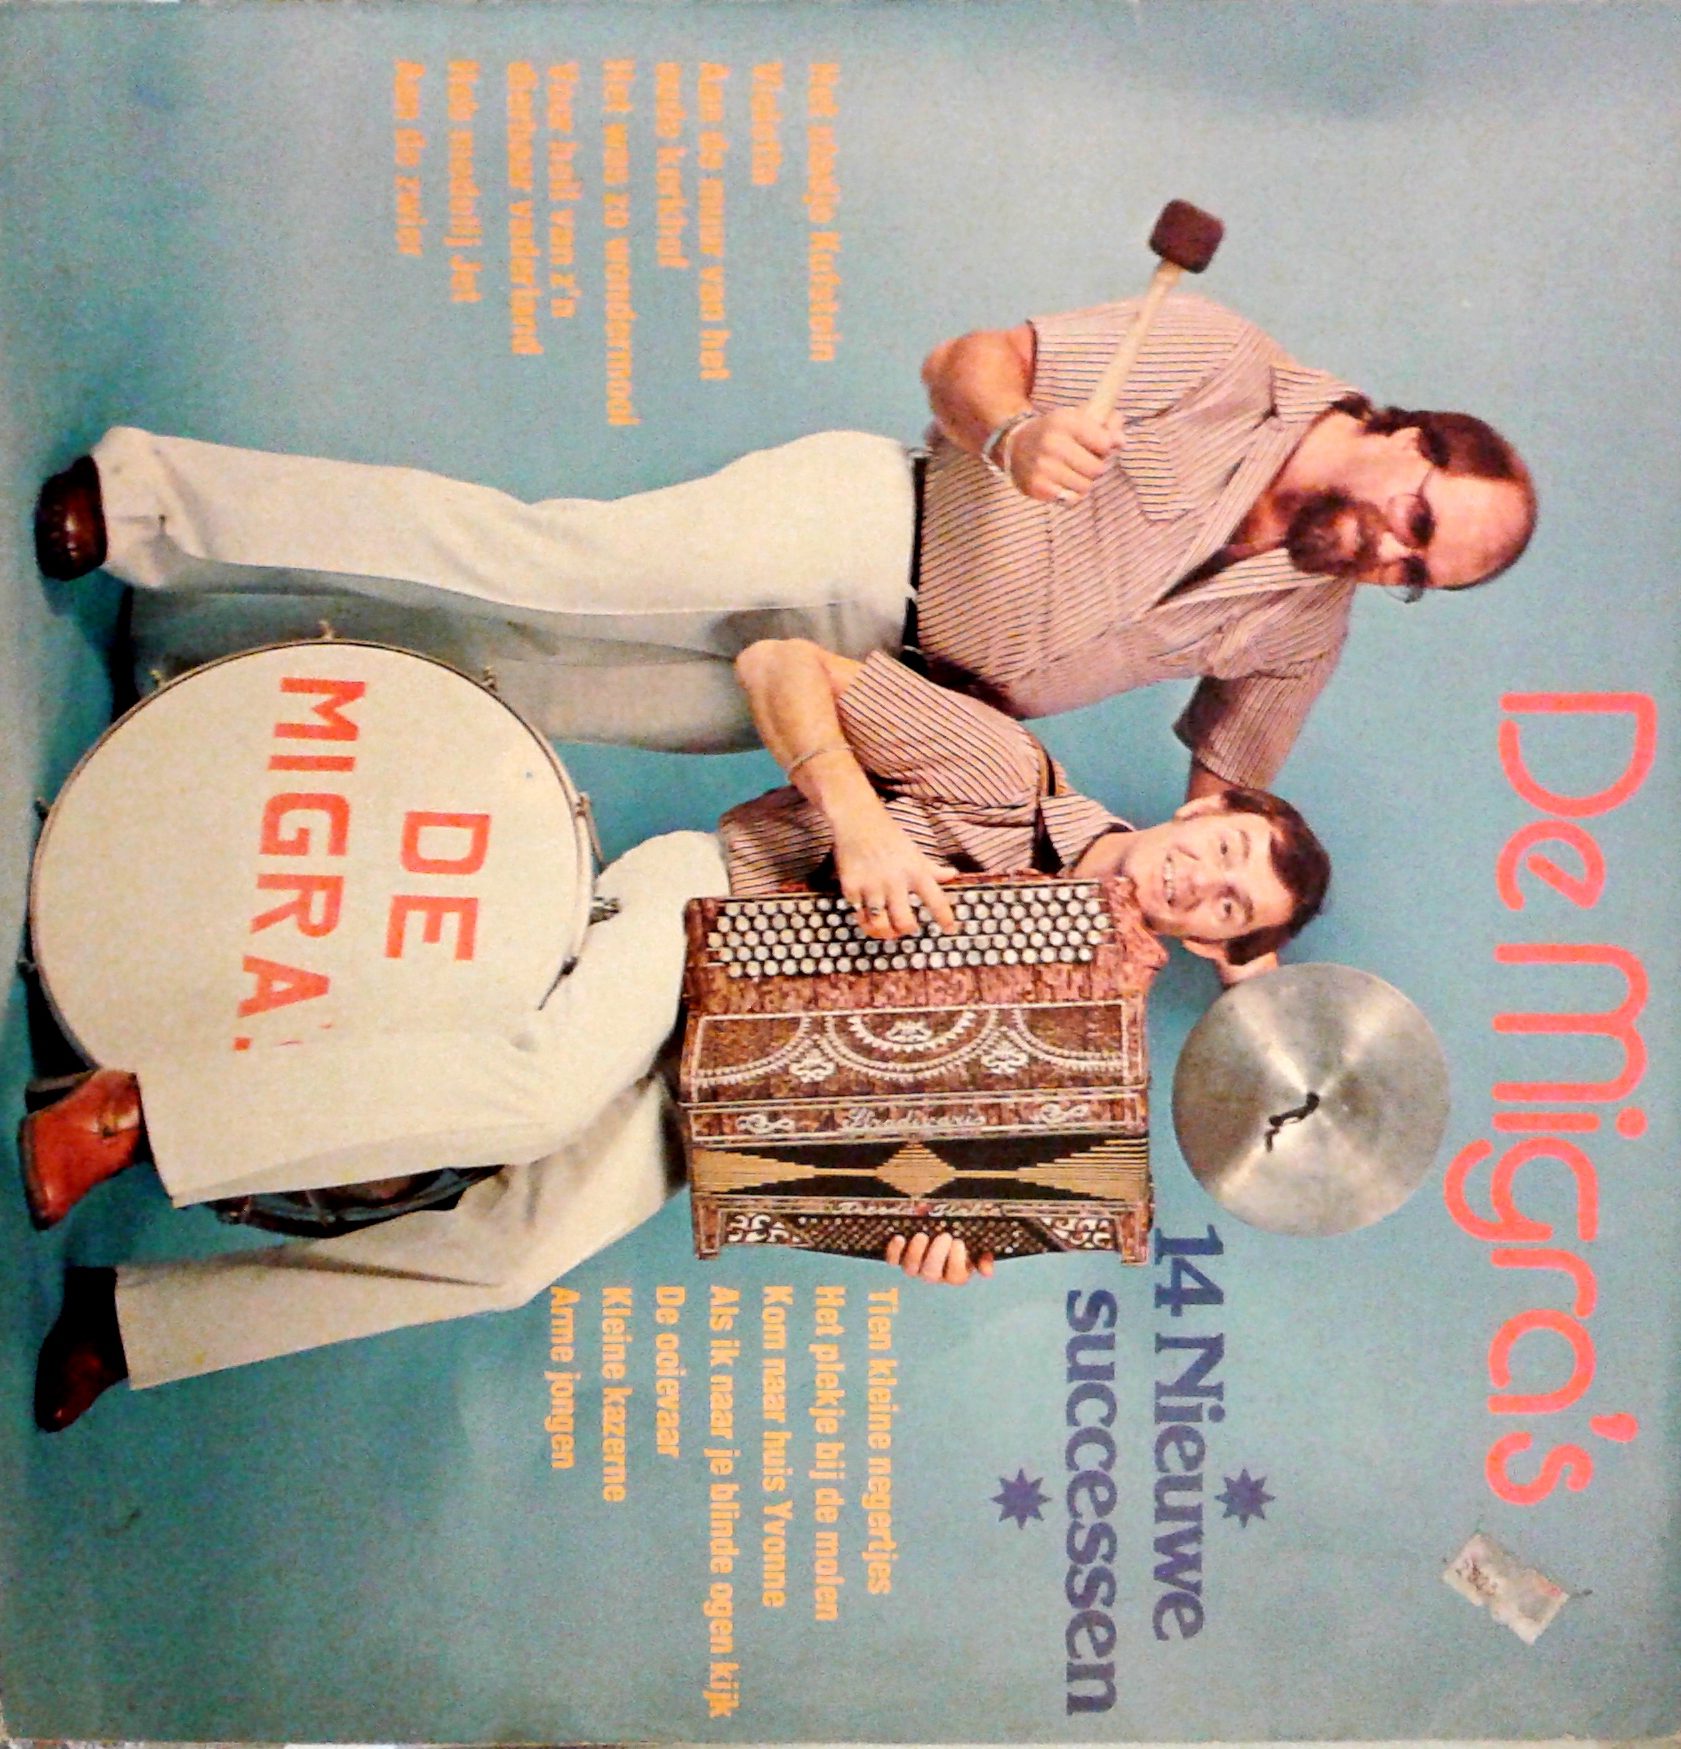 De Migra's
14 Nieuwe
successen
Het stadje Kufstein
Violetta
Aan de muur van het
oude kerkhof
Het was zo wondermooi
Voor heil van z'n
dierbaar vaderland
Heb medelij Jet
Aan de zwier
Tien kleine negertjes
Het plekje bij de molen
Kom naar huis Yvonne
Als ik naar je blinde ogen kijk
De ooievaar
Kleine kazerne
Arme jongen
Stradivario
DE
MIGRA'